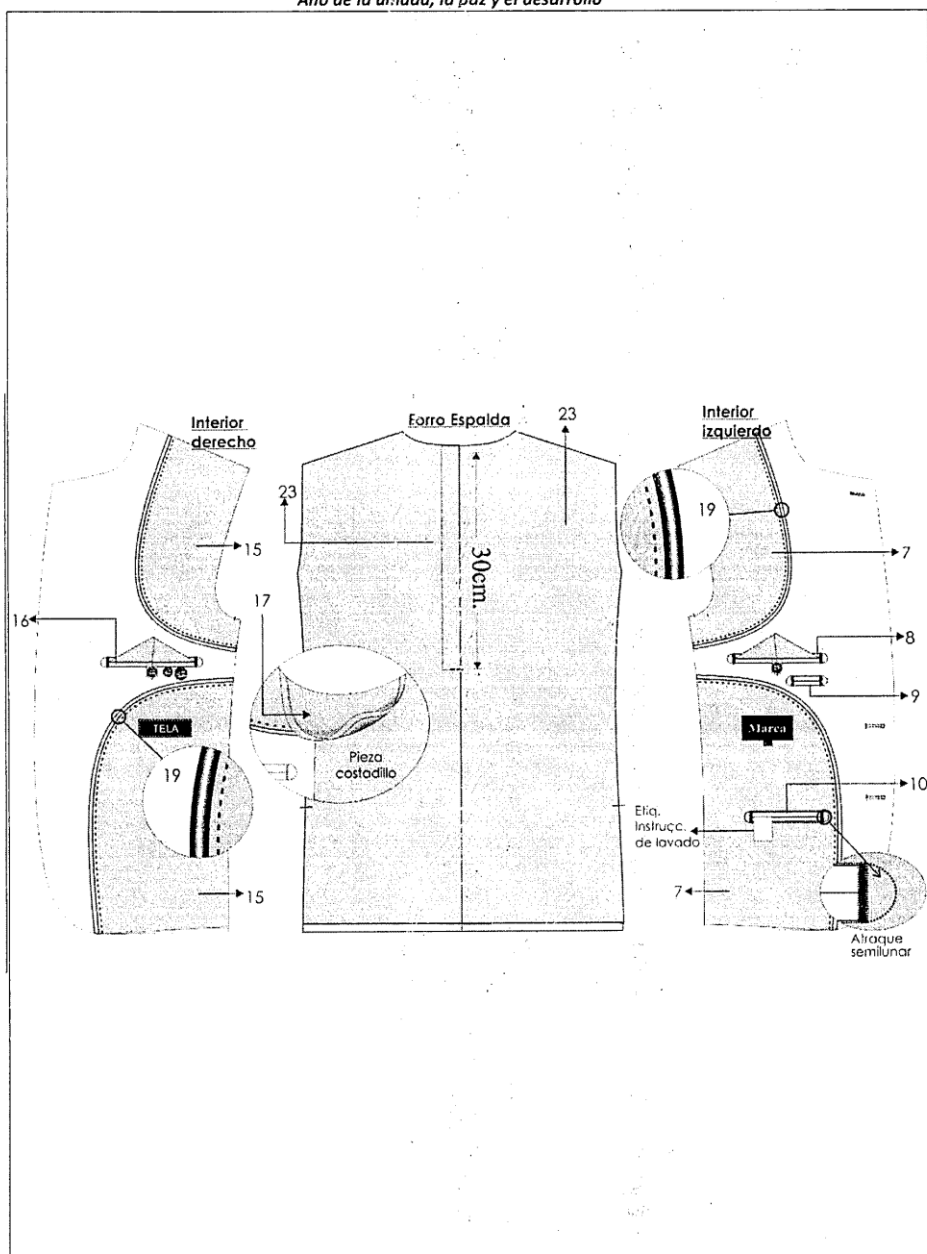 Año de la unidad, la paz y el desarrollo
Interior
derecho
Forro Espalda
23
Interior
izquierdo
23
30cm.
19
15
7
17
16
8
9
TELA
Marca
19
Pieza
costadillo
10
Etiq.
Instrucc.
de lavado
15
7
Atraque
semilunar